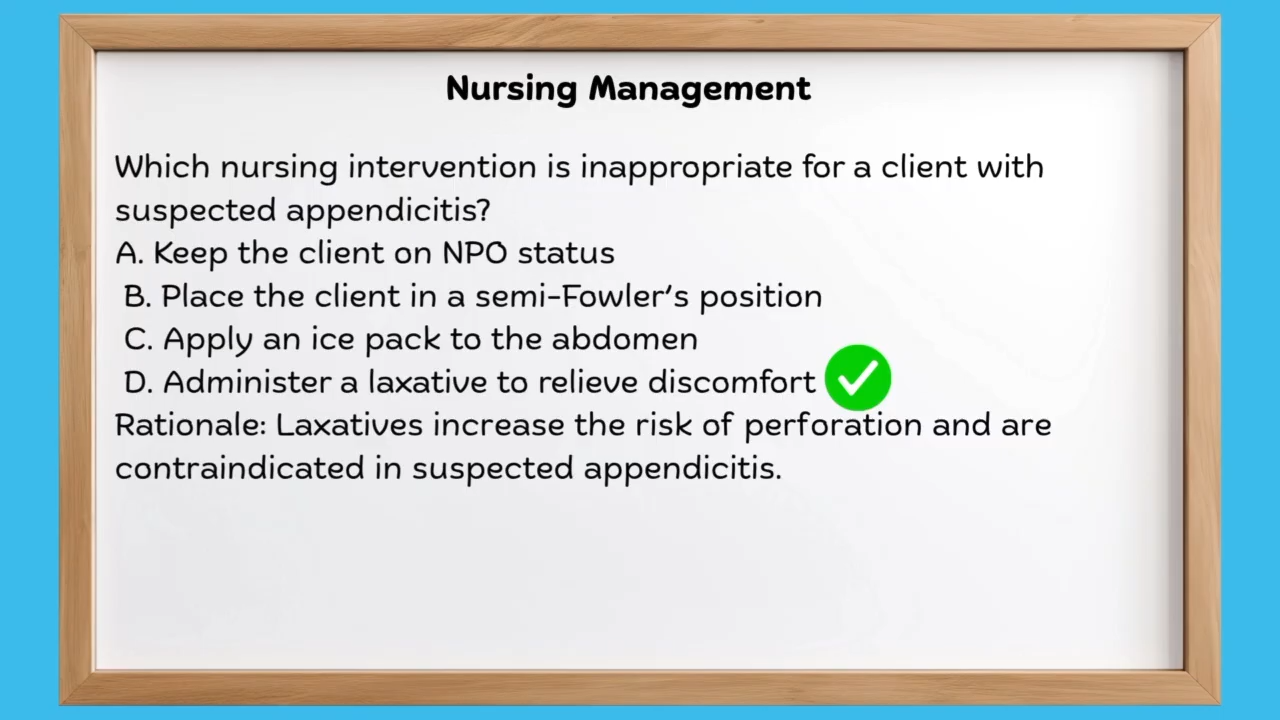 Nursing Management
Which nursing intervention is inappropriate for a client with
suspected appendicitis?
A. Keep the client on NPO status
B. Place the client in a semi-Fowler's position
C. Apply an ice pack to the abdomen
D. Administer a laxative to relieve discomfort
Rationale: Laxatives increase the risk of perforation and are
contraindicated in suspected appendicitis.